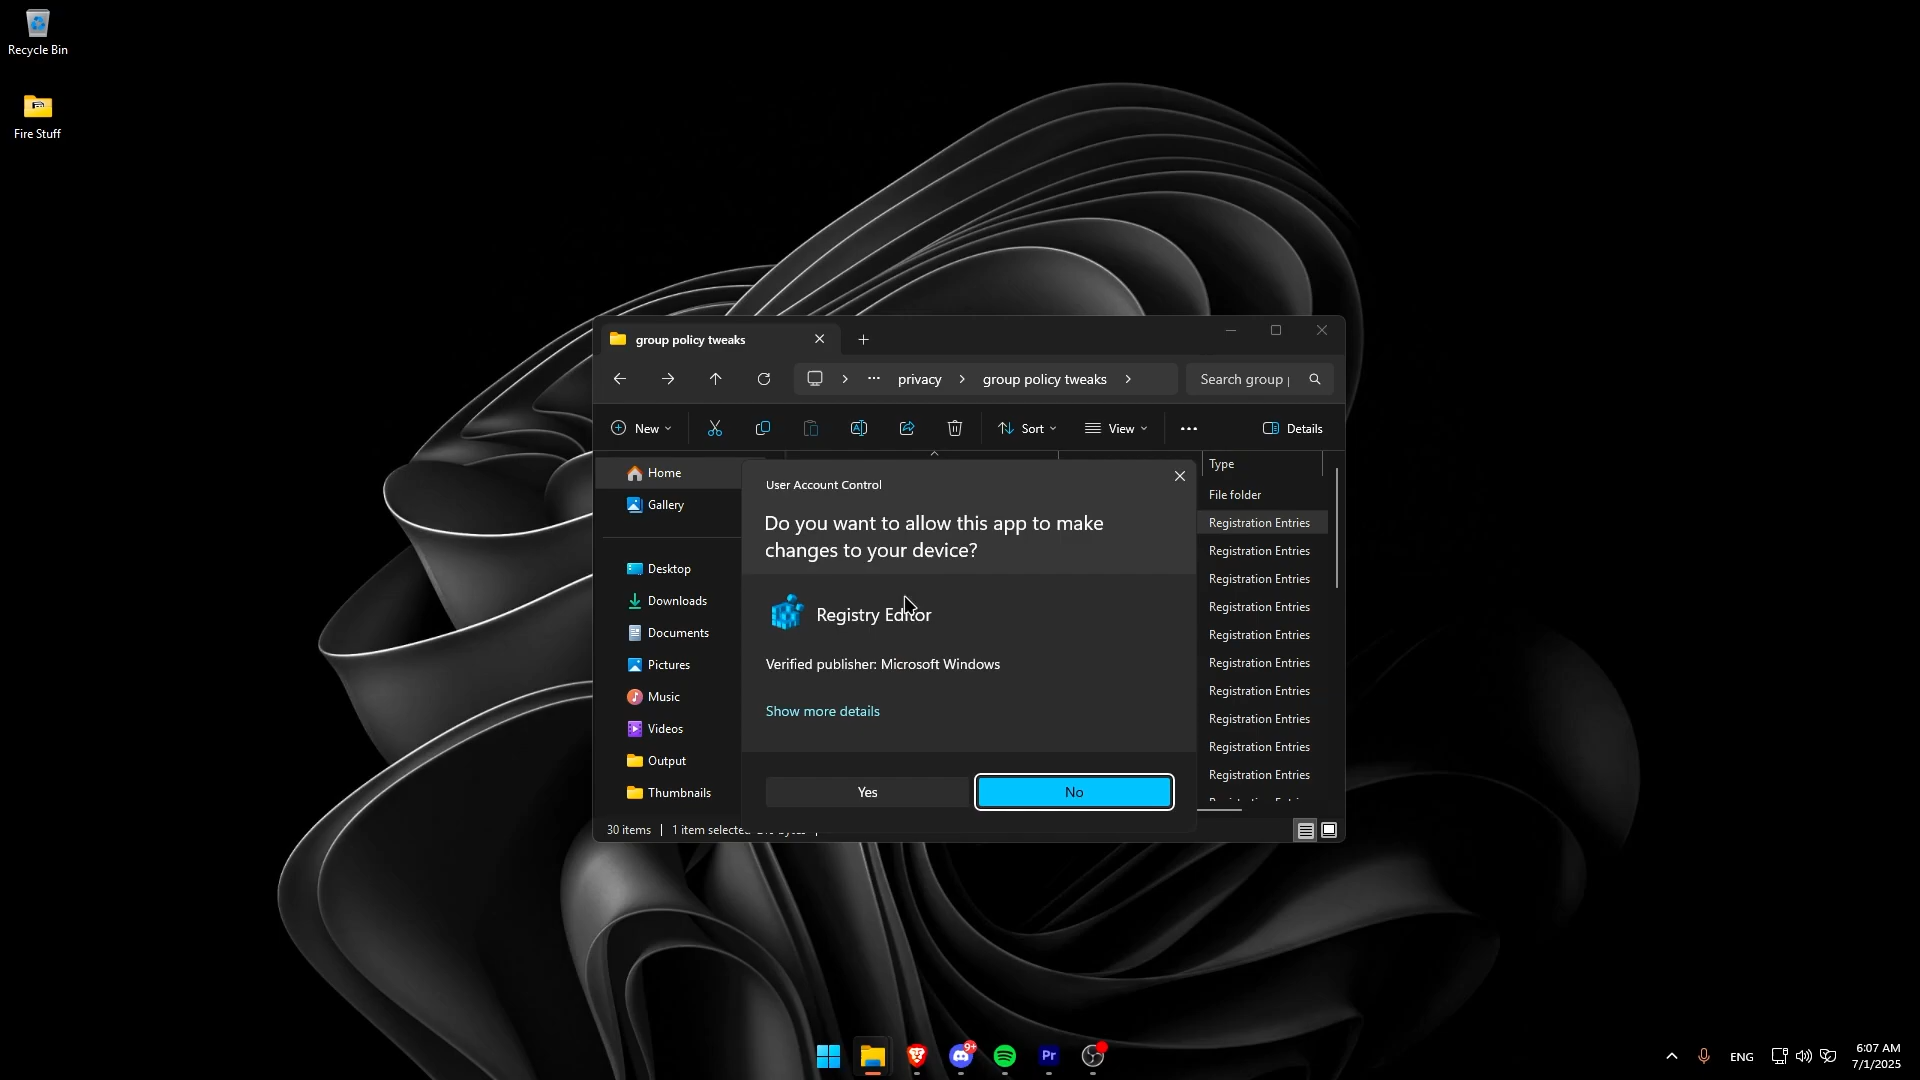 Recycle Bin
Fire Stuff
group policy tweaks
privacy
group policy tweaks
Search group
New
Sort
View
Details
Home
Gallery
Desktop
Downloads
Documents
Pictures
Music
Videos
Output
Thumbnails
Type
File folder
Registration Entries
Registration Entries
Registration Entries
Registration Entries
Registration Entries
Registration Entries
Registration Entries
Registration Entries
Registration Entries
Registration Entries
User Account Control
Do you want to allow this app to make
changes to your device?
Registry Editor
Verified publisher: Microsoft Windows
Show more details
Yes
No
30 items
1 item selected
9+
Pr
ENG
6:07 AM
7/1/2025